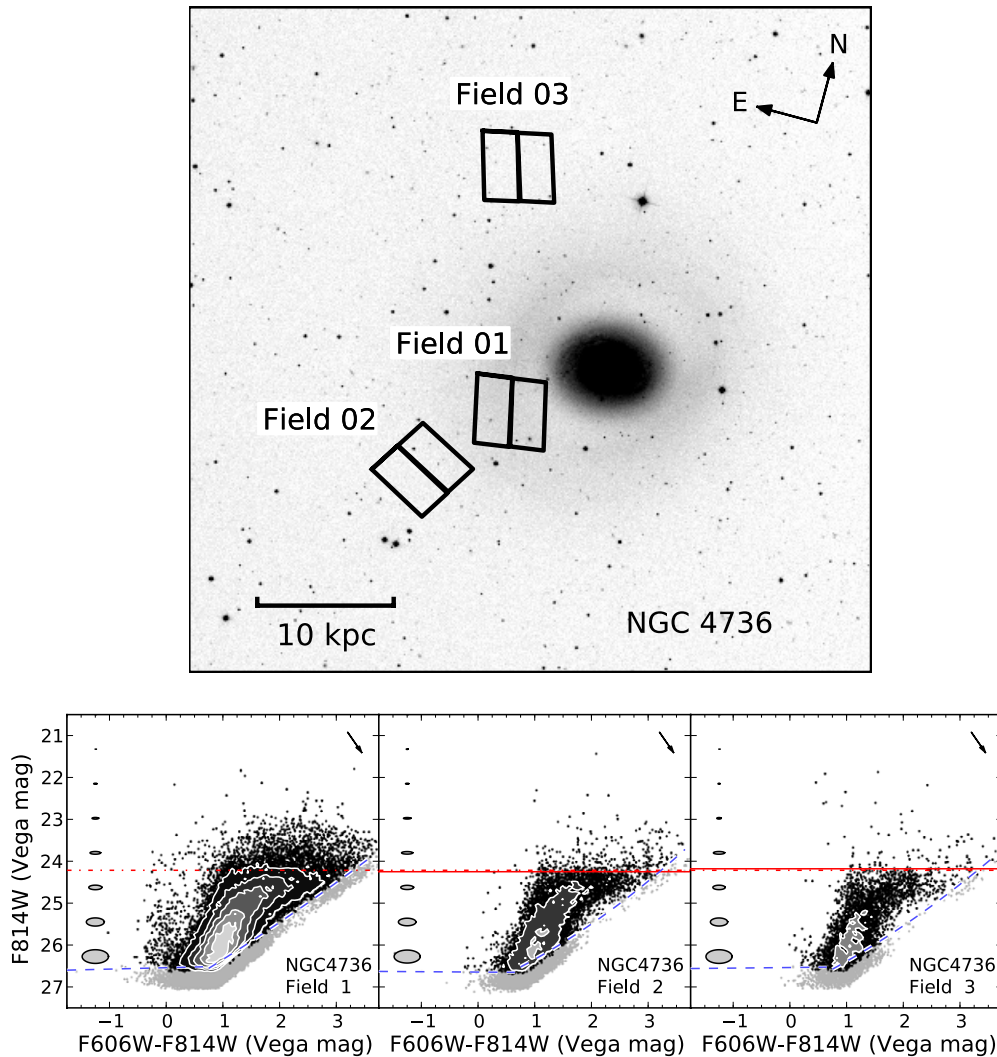 N
E
Field 03
Field 01
Field 02
10 kpc
NGC 4736
F814W (Vega mag)
21
22
23
24
25
26
27
NGC4736
Field 1
NGC4736
Field 2
NGC4736
Field 3
−1 0 1 2 3
−1 0 1 2 3
−1 0 1 2 3
F606W-F814W (Vega mag)
F606W-F814W (Vega mag)
F606W-F814W (Vega mag)